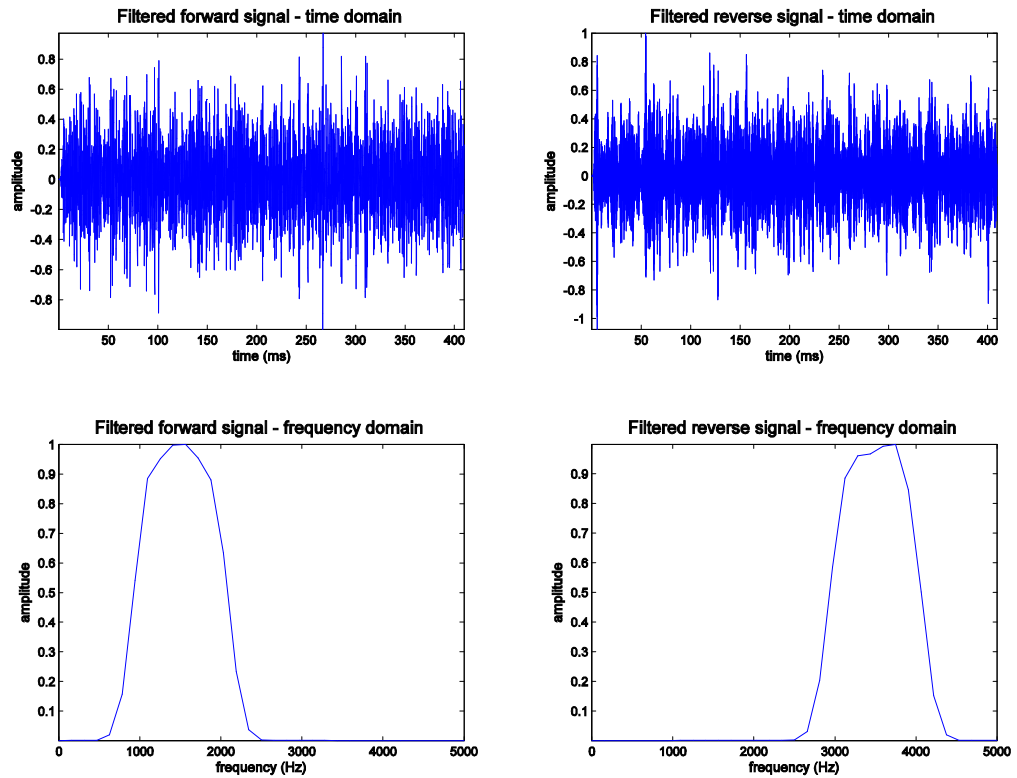 Filtered forward signal - time domain
0.8
0.6
0.4
0.2
0
-0.2
-0.4
-0.6
-0.8
amplitude
50 100 150 200 250 300 350 400
time (ms)
Filtered reverse signal - time domain
1
0.8
0.6
0.4
0.2
0
-0.2
-0.4
-0.6
-0.8
-1
amplitude
50 100 150 200 250 300 350 400
time (ms)
Filtered forward signal - frequency domain
1
0.9
0.8
0.7
0.6
0.5
0.4
0.3
0.2
0.1
amplitude
0 1000 2000 3000 4000 5000
frequency (Hz)
Filtered reverse signal - frequency domain
1
0.9
0.8
0.7
0.6
0.5
0.4
0.3
0.2
0.1
amplitude
0 1000 2000 3000 4000 5000
frequency (Hz)